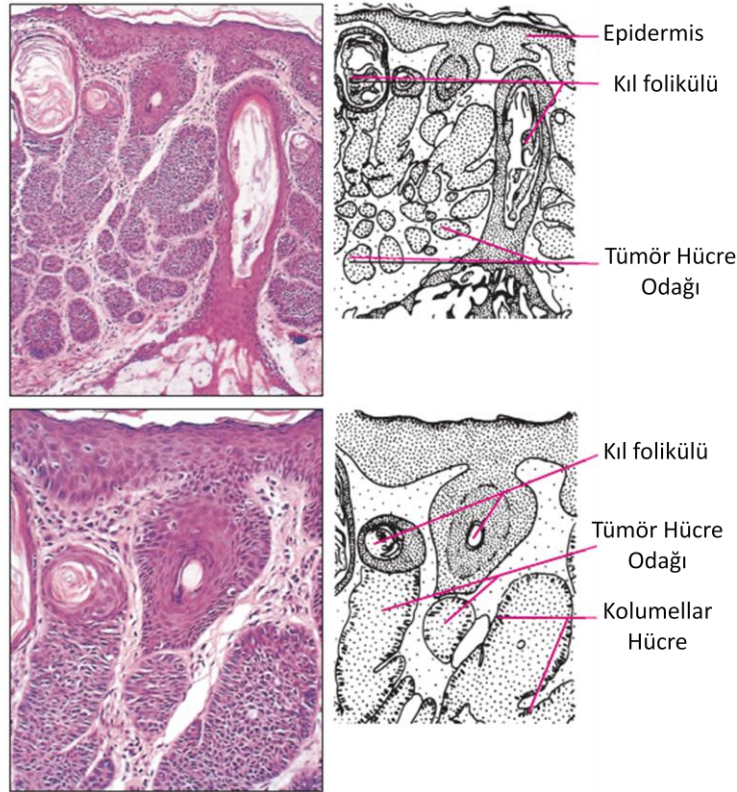 Epidermis
Kıl folikülü
Tümör Hücre
Odağı
Kıl folikülü
Tümör Hücre
Odağı
Kolumellar
Hücre